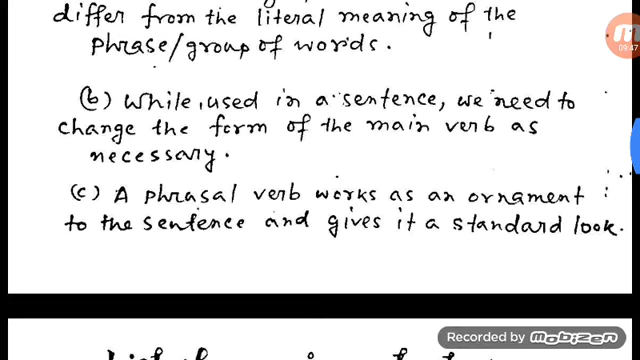 differ from the literal meaning of the
phrase/group of words.
(b) While used in a sentence, we need to
change the form of the main verb as
necessary.
(c) A phrasal verb works as an ornament
to the sentence and gives it a standard look.
09:47
Recorded by mobizen